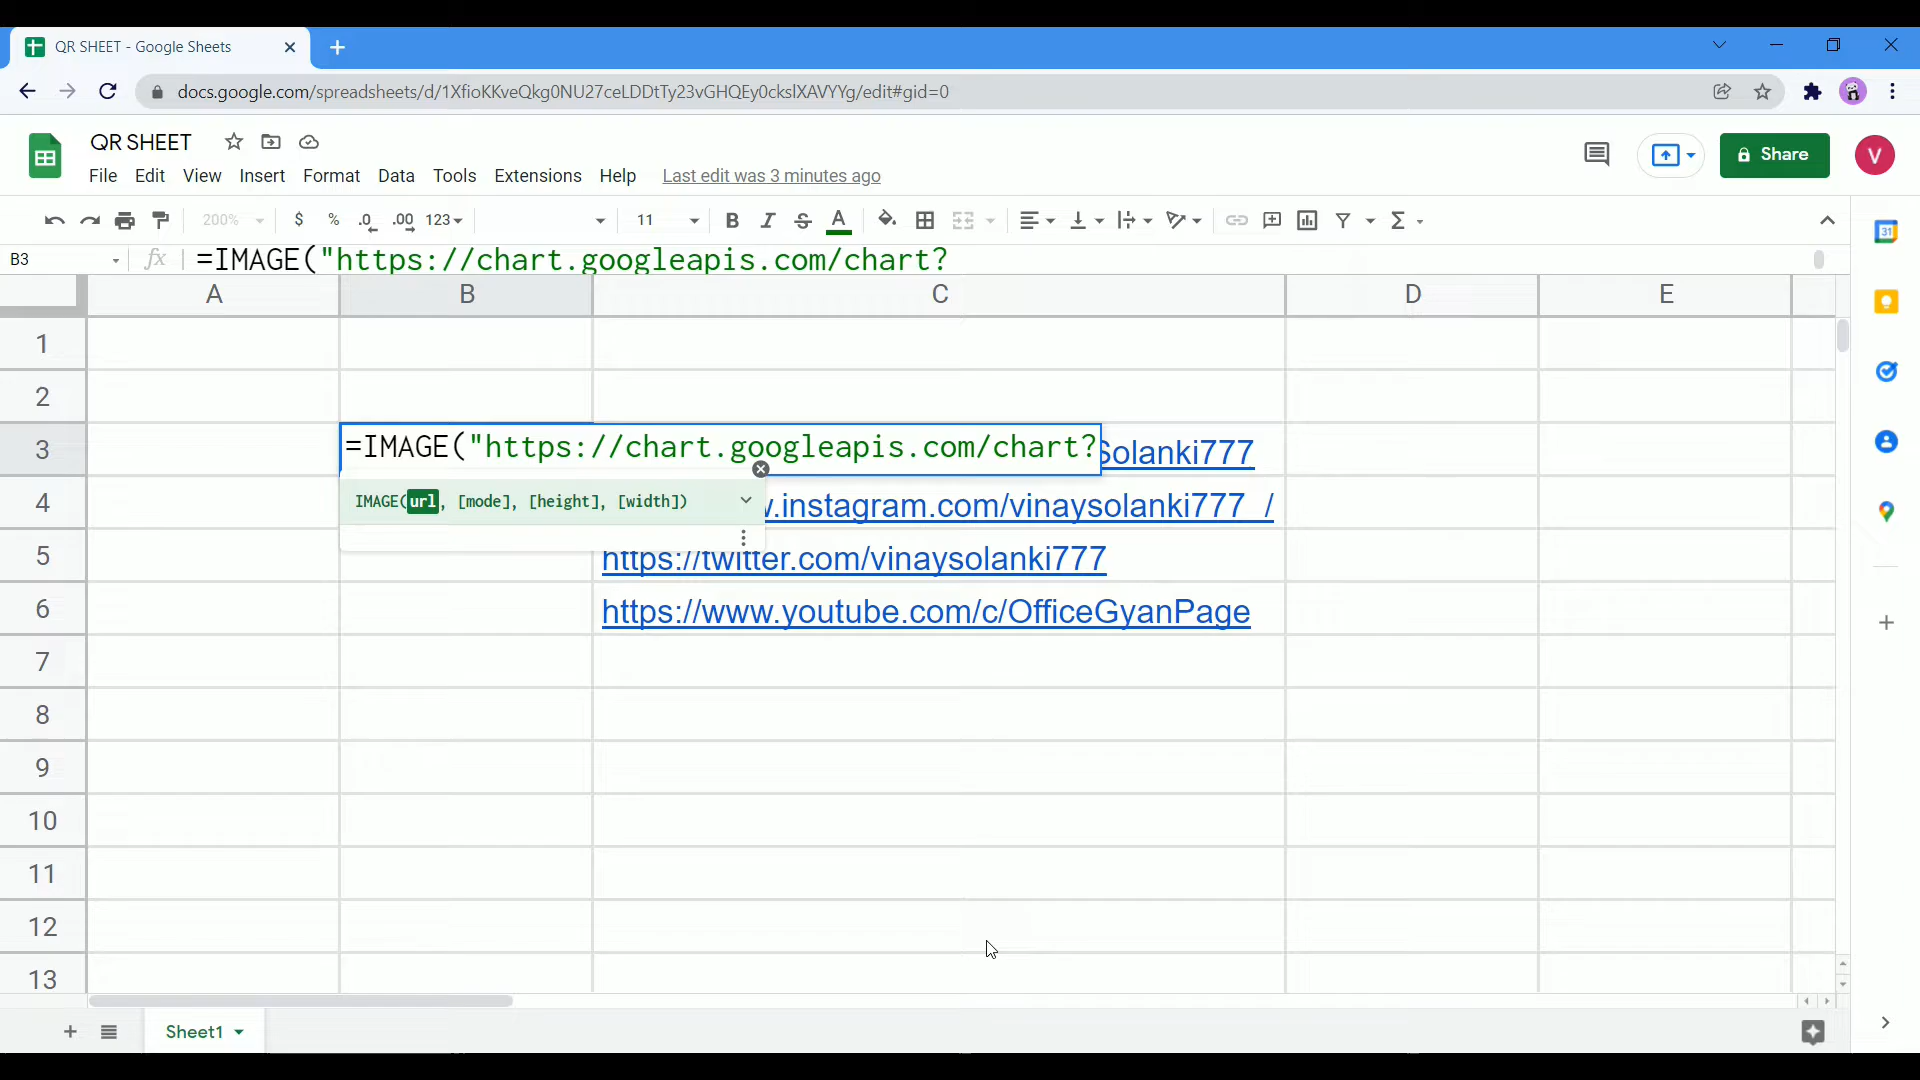 QR SHEET - Google Sheets
docs.google.com/spreadsheets/d/1XfioKKveQkg0NU27ceLDDtTy23vGHQEy0ckslXAVYYg/edit#gid=0
QR SHEET
File Edit View Insert Format Data Tools Extensions Help Last edit was 3 minutes ago
Share
V
200% $ % .0 .00 123 11 B I S A Σ
31
B3 fx =IMAGE("https://chart.googleapis.com/chart?
A B C D E
1
2
3 =IMAGE("https://chart.googleapis.com/chart? Solanki777
4 IMAGE(url, [mode], [height], [width]) w.instagram.com/vinaysolanki777_/
5 https://twitter.com/vinaysolanki777
6 https://www.youtube.com/c/OfficeGyanPage
7
8
9
10
11
12
13
Sheet1